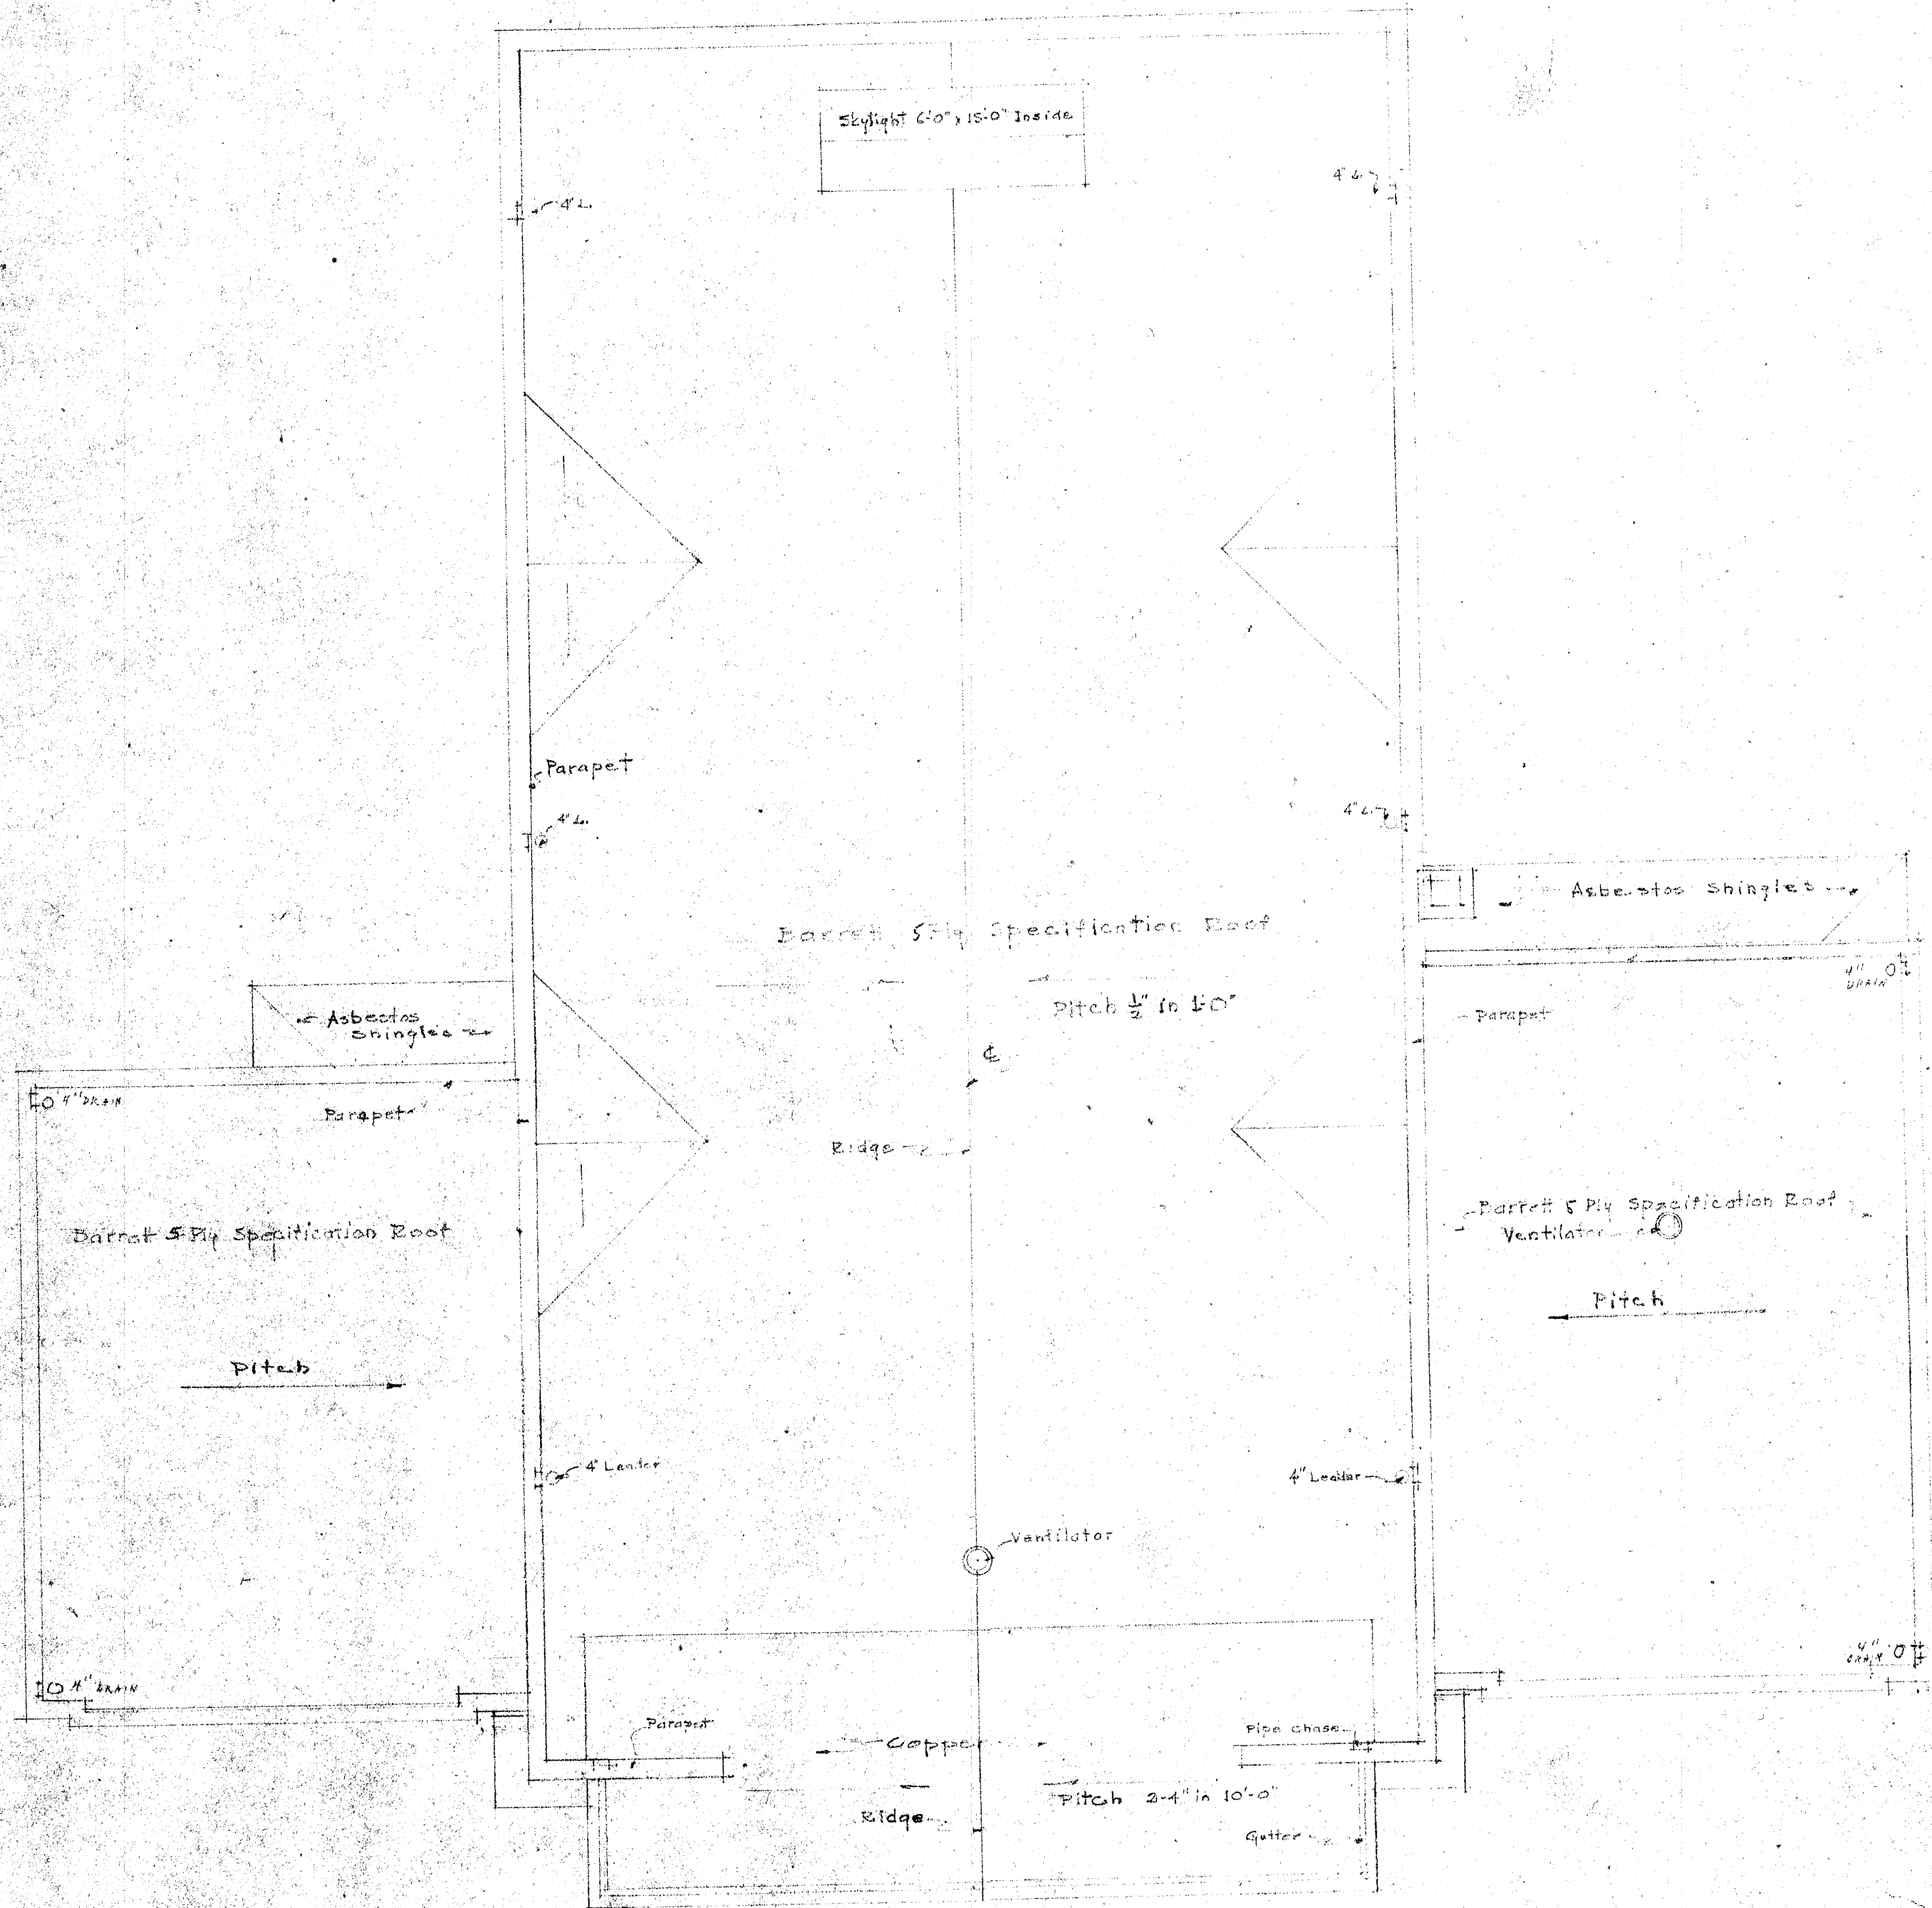 Skylight 6'-0" x 15'-0" Inside
4" L.
4" L.
Parapet
4" L.
4" L.
Asbestos Shingles
Barrett 5 Ply Specification Roof
4" DRAIN
Pitch ½" in 1'-0"
Parapet
Asbestos
Shingles
℄
4" DRAIN
Parapet
Ridge
Barrett 5 Ply Specification Roof
Barrett 5 Ply Specification Roof
Ventilator
Pitch
Pitch
4" Leader
4" Leader
Ventilator
4" DRAIN
4" DRAIN
Parapet
Copper
Pipe Chase
Pitch 2-4" in 10'-0"
Ridge
Gutter